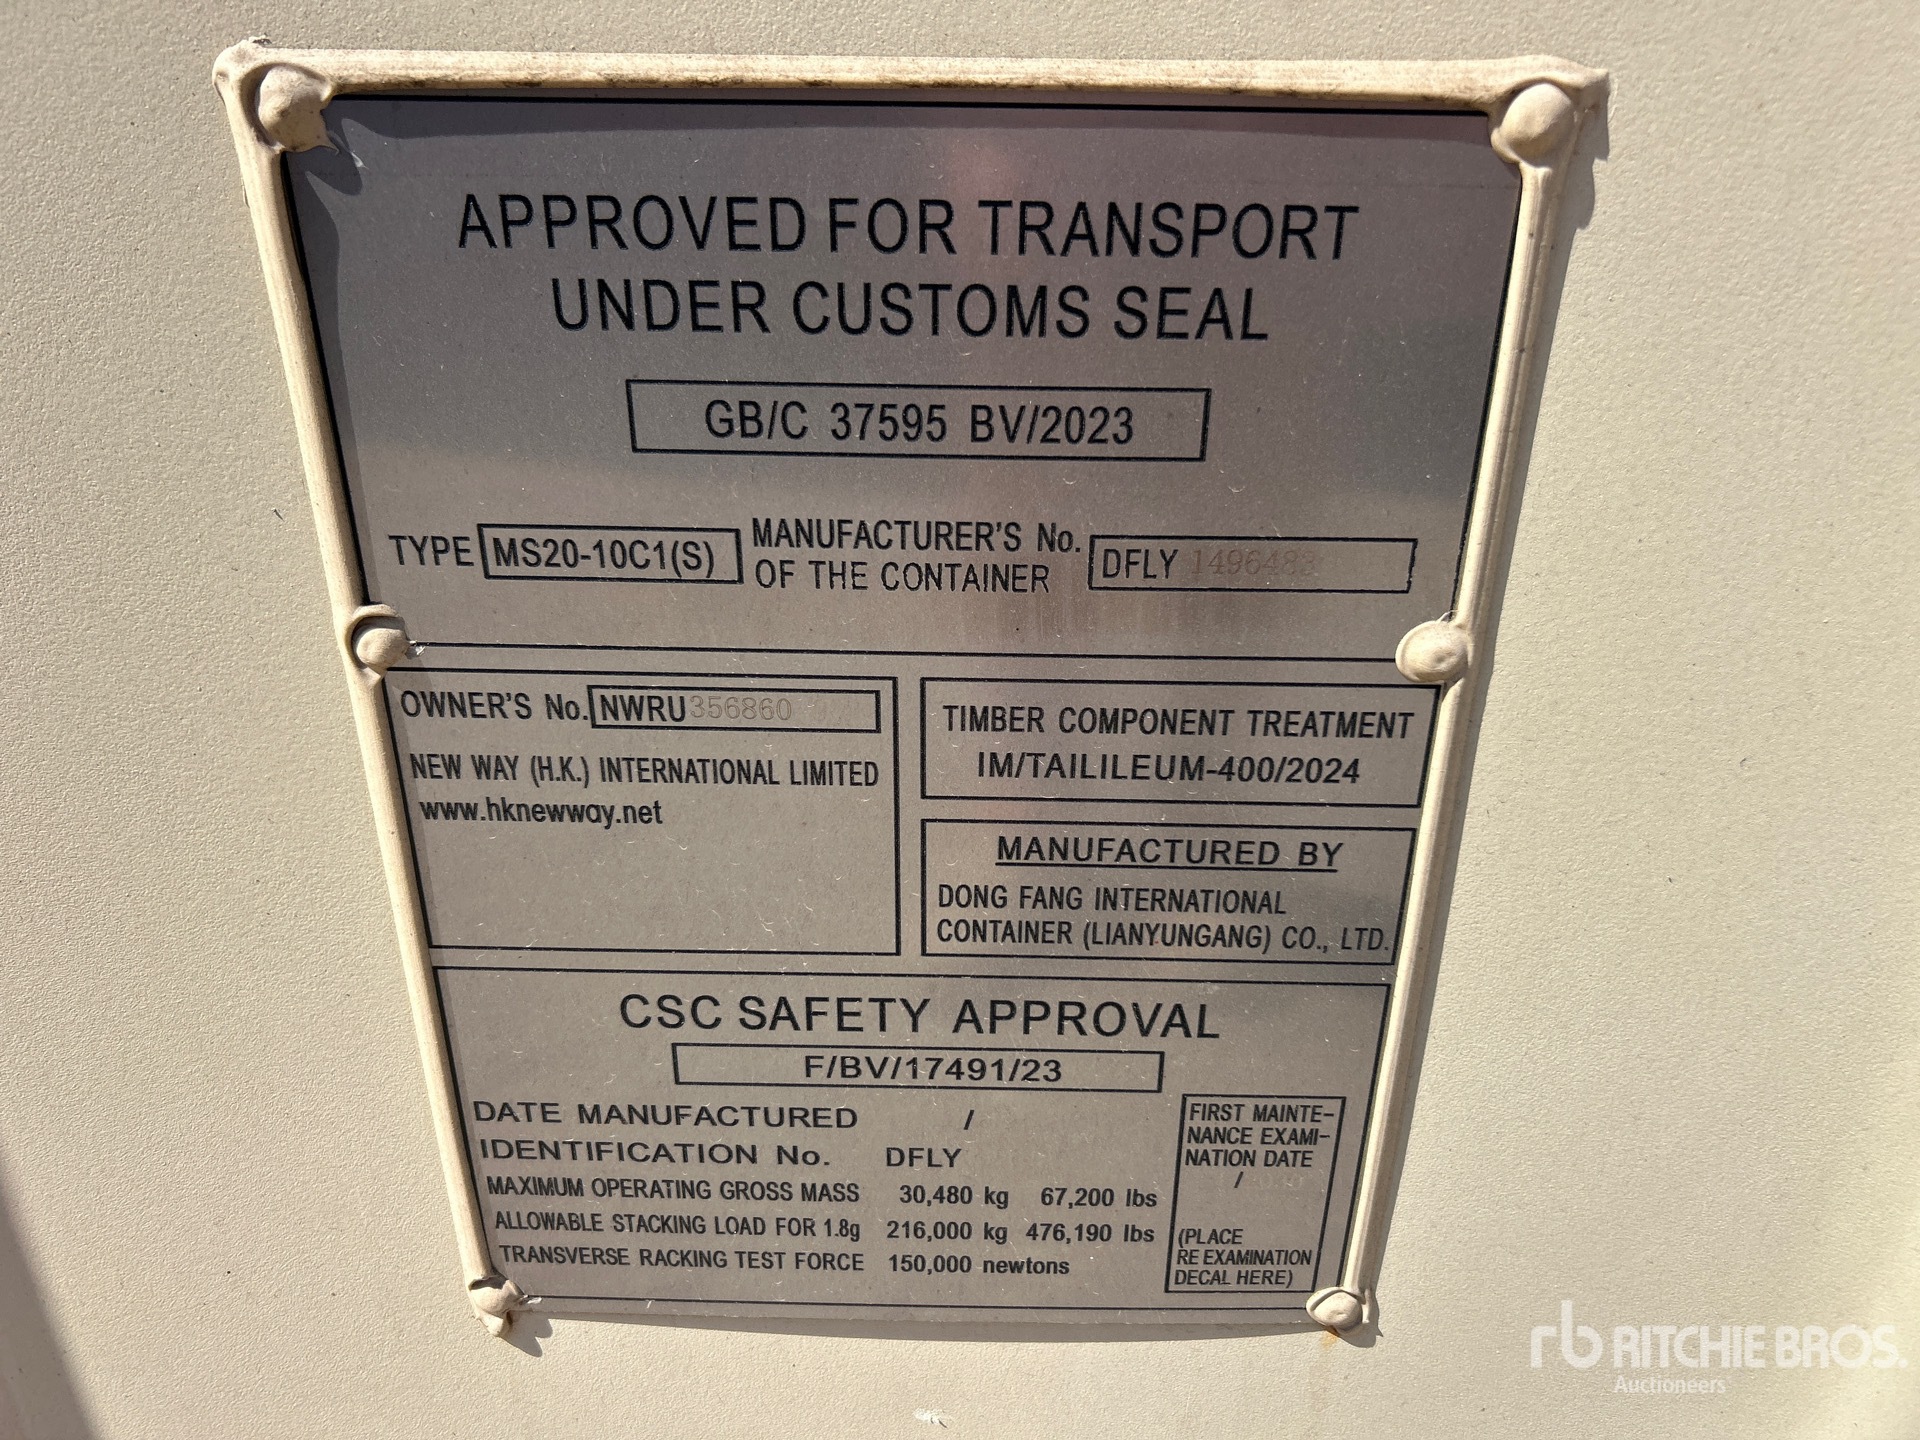 APPROVED FOR TRANSPORT
UNDER CUSTOMS SEAL
GB/C 37595 BV/2023
TYPE MS20-10C1(S) MANUFACTURER'S No. OF THE CONTAINER DFLY
OWNER'S No. NWRU 356860
NEW WAY (H.K.) INTERNATIONAL LIMITED
www.hknewway.net
TIMBER COMPONENT TREATMENT
IM/TAILILEUM-400/2024
MANUFACTURED BY
DONG FANG INTERNATIONAL
CONTAINER (LIANYUNGANG) CO., LTD.
CSC SAFETY APPROVAL
F/BV/17491/23
DATE MANUFACTURED /
IDENTIFICATION No. DFLY
MAXIMUM OPERATING GROSS MASS 30,480 kg 67,200 lbs
ALLOWABLE STACKING LOAD FOR 1.8g 216,000 kg 476,190 lbs
TRANSVERSE RACKING TEST FORCE 150,000 newtons
FIRST MAINTE-
NANCE EXAMI-
NATION DATE
/
(PLACE
RE EXAMINATION
DECAL HERE)
rb RITCHIE BROS.
Auctioneers